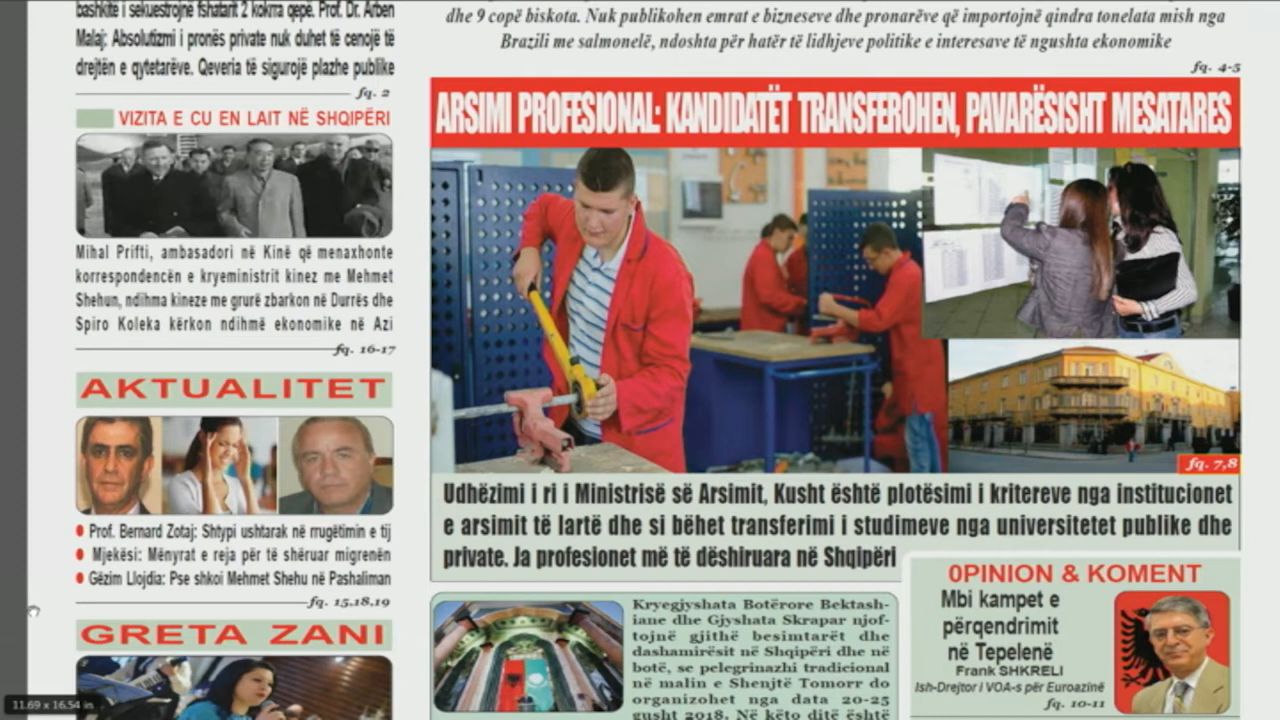 bashkitë i sekuestrojnë fshatarit 2 kokrra qepë. Prof. Dr. Arben
Malaj: Absolutizmi i pronës private nuk duhet të cenojë të
drejtën e qytetarëve. Qeveria të sigurojë plazhe publike
fq. 2
VIZITA E CU EN LAIT NË SHQIPËRI
Mihal Prifti, ambasadori në Kinë që menaxhonte
korrespondencën e kryeministrit kinez me Mehmet
Shehun, ndihma kineze me grurë zbarkon në Durrës dhe
Spiro Koleka kërkon ndihmë ekonomike në Azi
fq. 16-17
AKTUALITET
Prof. Bernard Zotaj: Shtypi ushtarak në rrugëtimin e tij
Mjekësi: Mënyrat e reja për të shëruar migrenën
Gëzim Llojdia: Pse shkoi Mehmet Shehu në Pashaliman
fq. 15,18,19
GRETA ZANI
11.69 x 16.54 in
dhe 9 copë biskota. Nuk publikohen emrat e bizneseve dhe pronarëve që importojnë qindra tonelata mish nga
Brazili me salmonelë, ndoshta për hatër të lidhjeve politike e interesave të ngushta ekonomike
fq. 4-5
ARSIMI PROFESIONAL: KANDIDATËT TRANSFEROHEN, PAVARËSISHT MESATARES
fq. 7,8
Udhëzimi i ri i Ministrisë së Arsimit, Kusht është plotësimi i kritereve nga institucionet
e arsimit të lartë dhe si bëhet transferimi i studimeve nga universitetet publike dhe
private. Ja profesionet më të dëshiruara në Shqipëri
Kryegjyshata Botërore Bektash-
iane dhe Gjyshata Skrapar njof-
tojnë gjithë besimtarët dhe
dashamirësit në Shqipëri dhe në
botë, se pelegrinazhi tradicional
në malin e Shenjtë Tomorr do
organizohet nga data 20-25
gusht 2018. Në këto ditë është
0PINION & KOMENT
Mbi kampet e
përqendrimit
në Tepelenë
Frank SHKRELI
Ish-Drejtor i VOA-s për Euroazinë
fq. 10-11